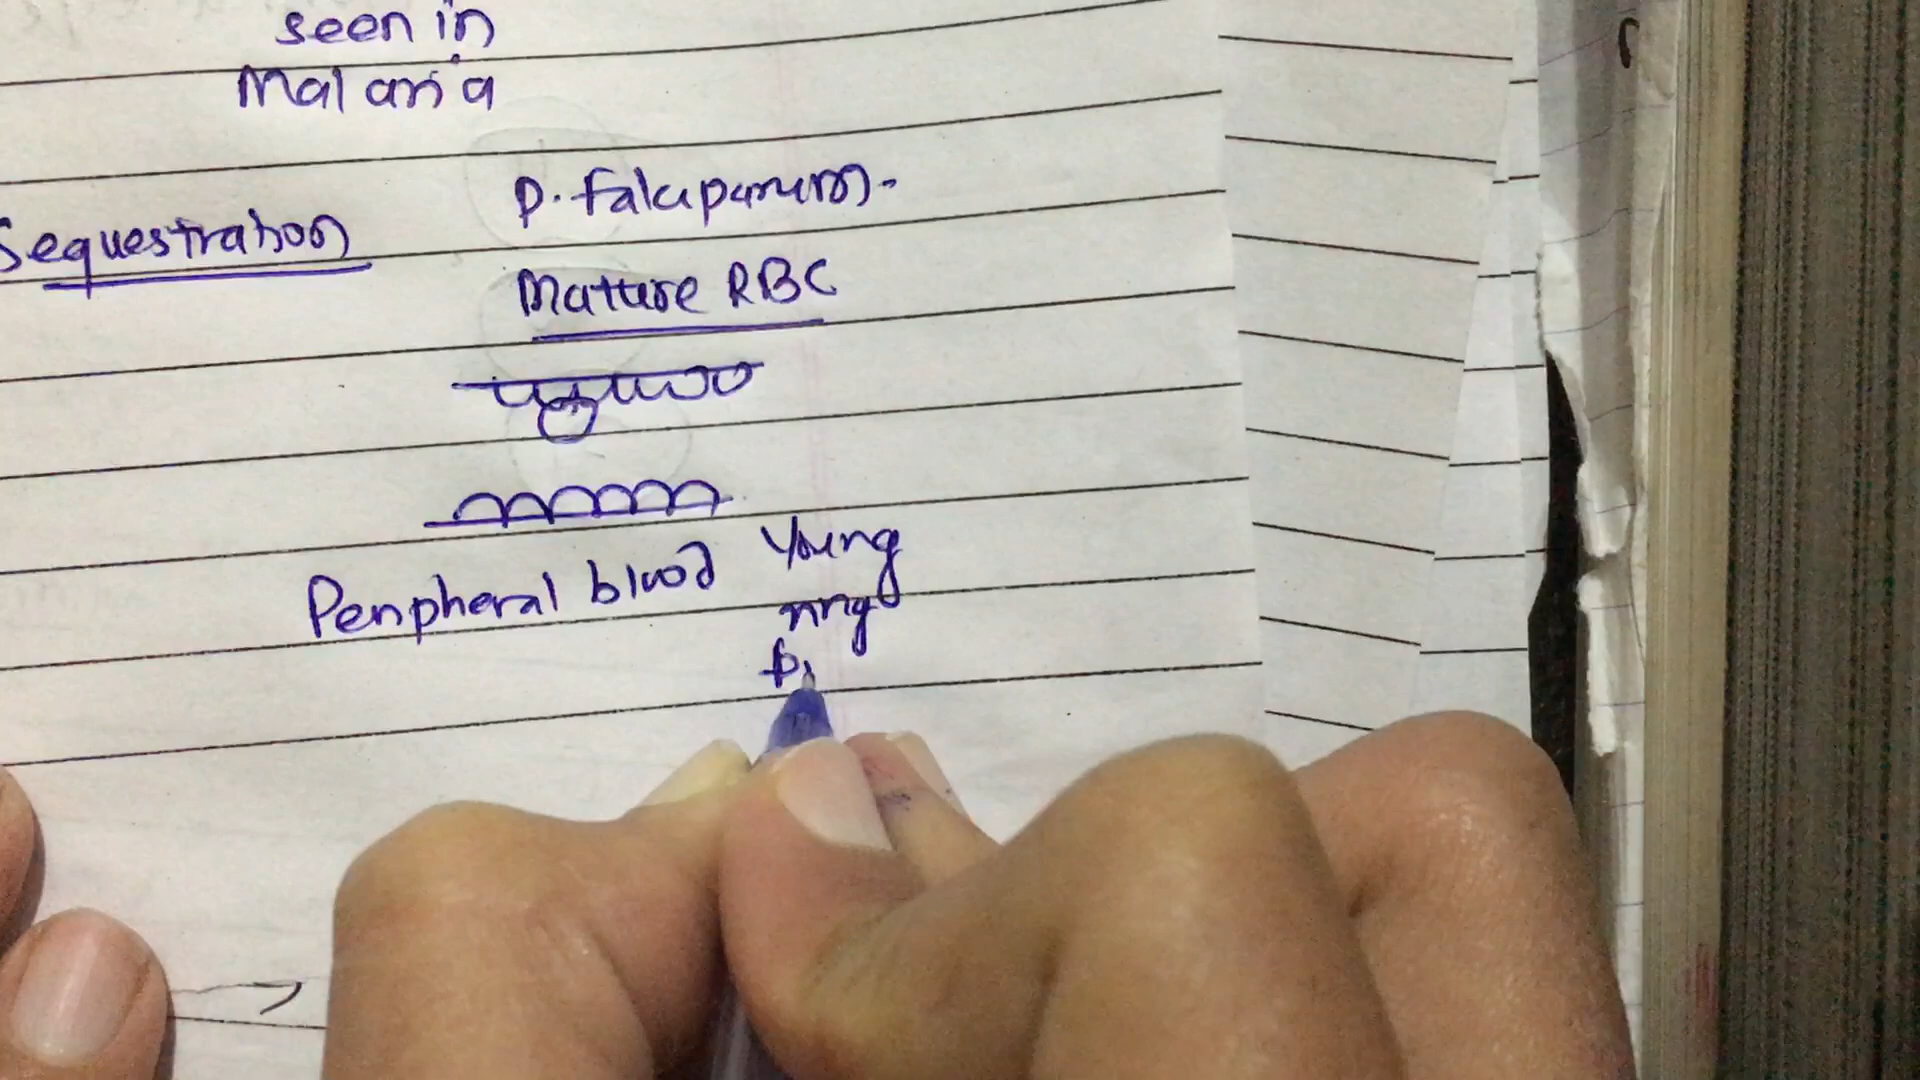 seen in
Malaria
Sequestration
P. falciparum.
Mature RBC
Peripheral blood young
ring